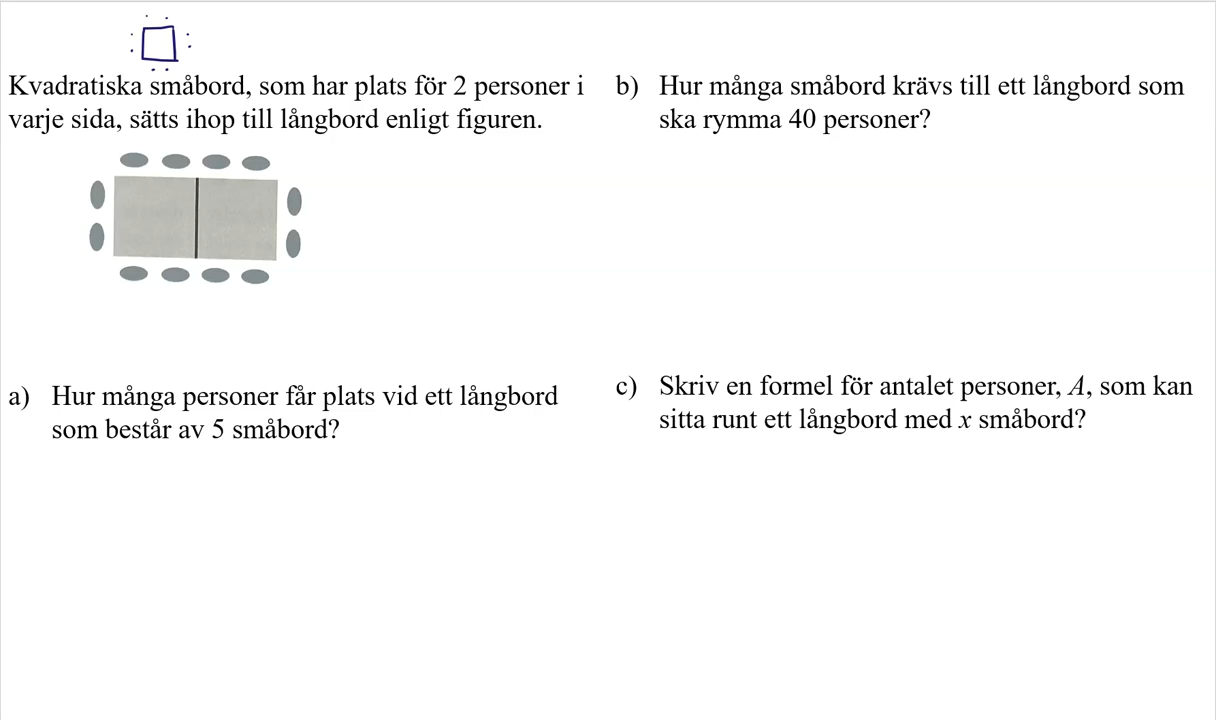 Kvadratiska småbord, som har plats för 2 personer i
varje sida, sätts ihop till långbord enligt figuren.
a) Hur många personer får plats vid ett långbord
som består av 5 småbord?
b) Hur många småbord krävs till ett långbord som
ska rymma 40 personer?
c) Skriv en formel för antalet personer, A, som kan
sitta runt ett långbord med x småbord?